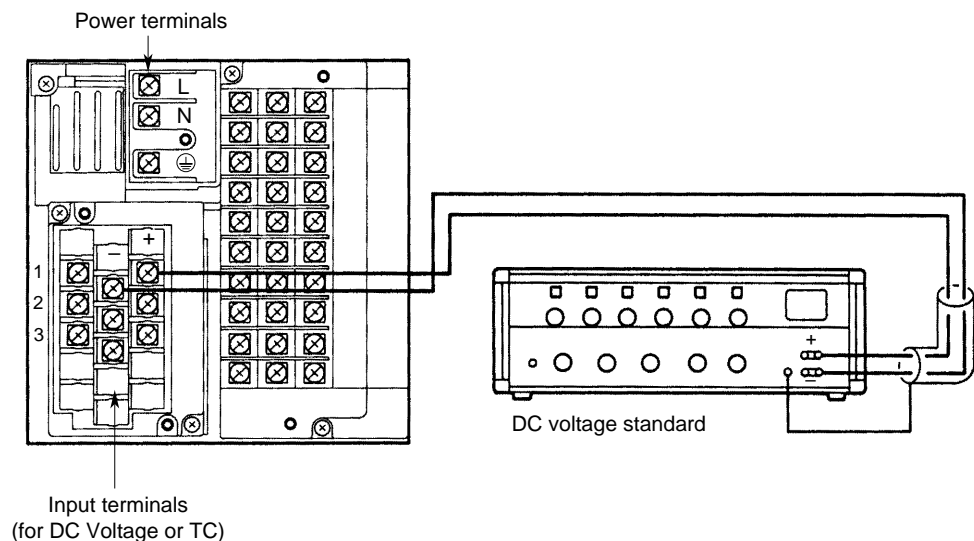 Power terminals
L
N
− +
1
2
3
+
−
DC voltage standard
Input terminals
(for DC Voltage or TC)